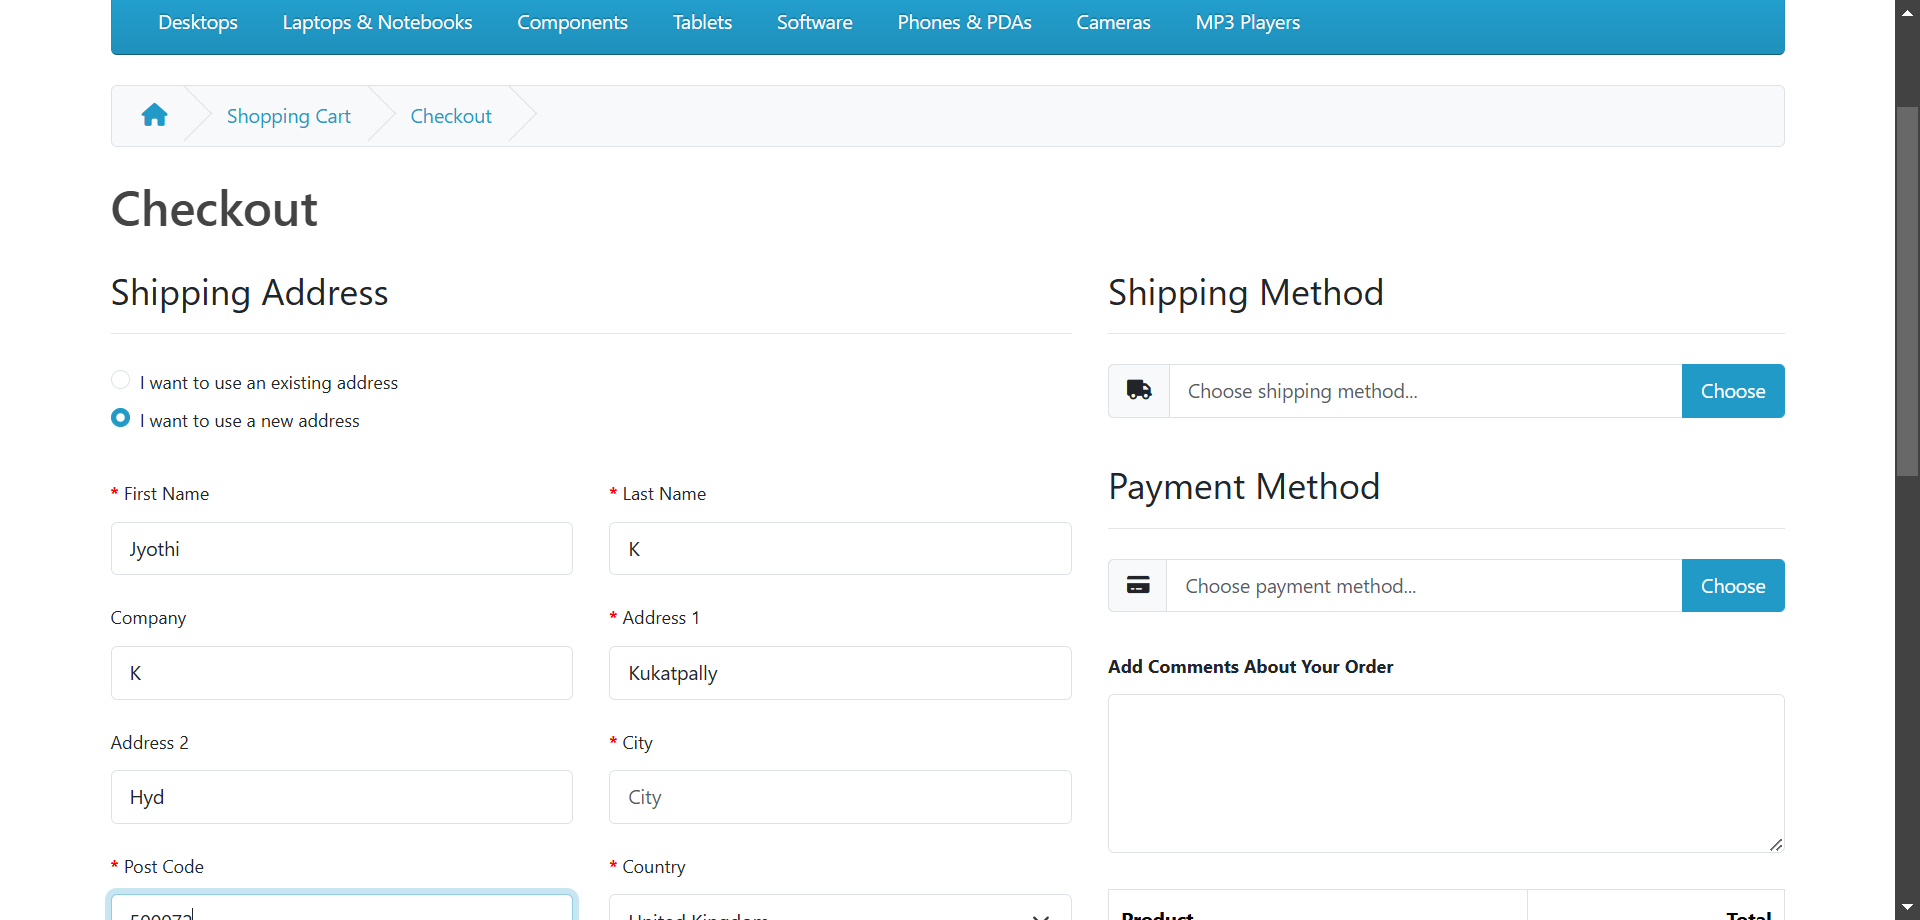 Desktops Laptops & Notebooks Components Tablets Software Phones & PDAs Cameras MP3 Players
Shopping Cart Checkout
Checkout
Shipping Address
I want to use an existing address
I want to use a new address
* First Name * Last Name
Jyothi K
Company * Address 1
K Kukatpally
Address 2 * City
Hyd City
* Post Code * Country
United Kingdom
Shipping Method
Choose shipping method... Choose
Payment Method
Choose payment method... Choose
Add Comments About Your Order
Product Total